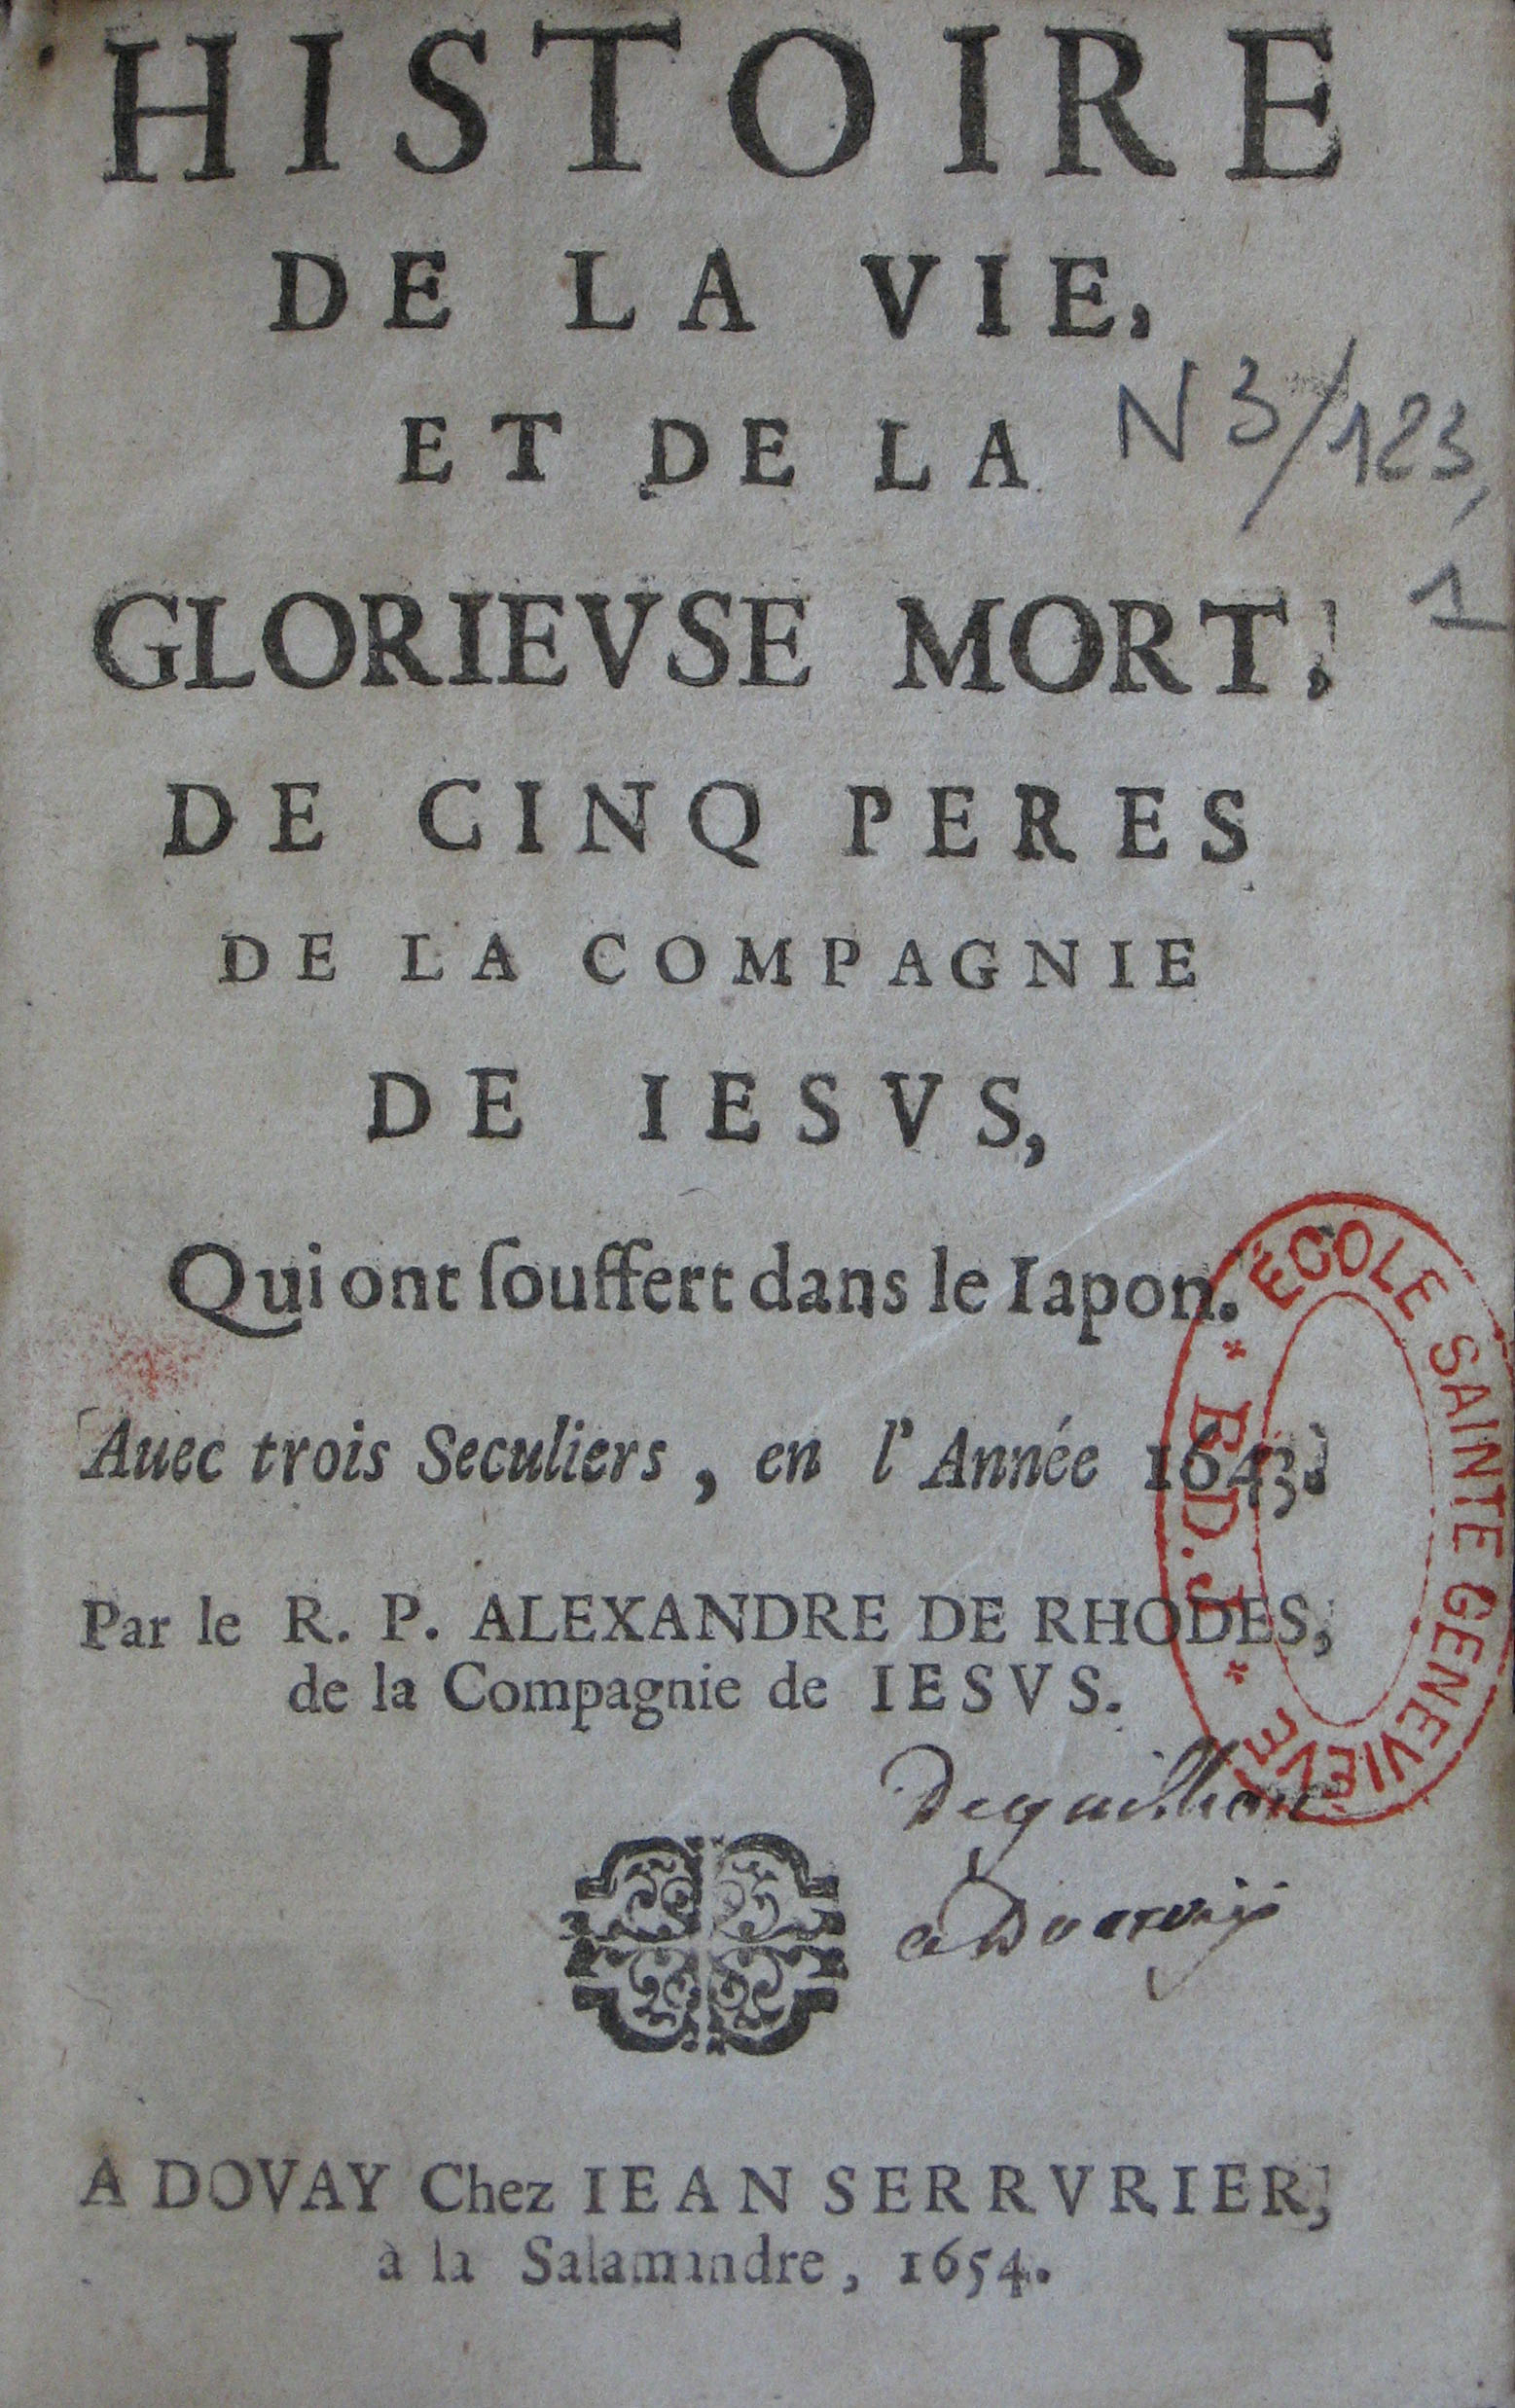 HISTOIRE
DE LA VIE,
ET DE LA
N 3/123,
1
GLORIEVSE MORT,
DE CINQ PERES
DE LA COMPAGNIE
DE IESVS,
Qui ont ſouffert dans le Iapon.
Auec trois Seculiers, en l'Année 1643.
Par le R. P. ALEXANDRE DE RHODES,
de la Compagnie de IESVS.
ÉCOLE SAINTE GENEVIÈVE
* B.D.J. *
A DOVAY Chez IEAN SERRVRIER,
à la Salamandre, 1654.